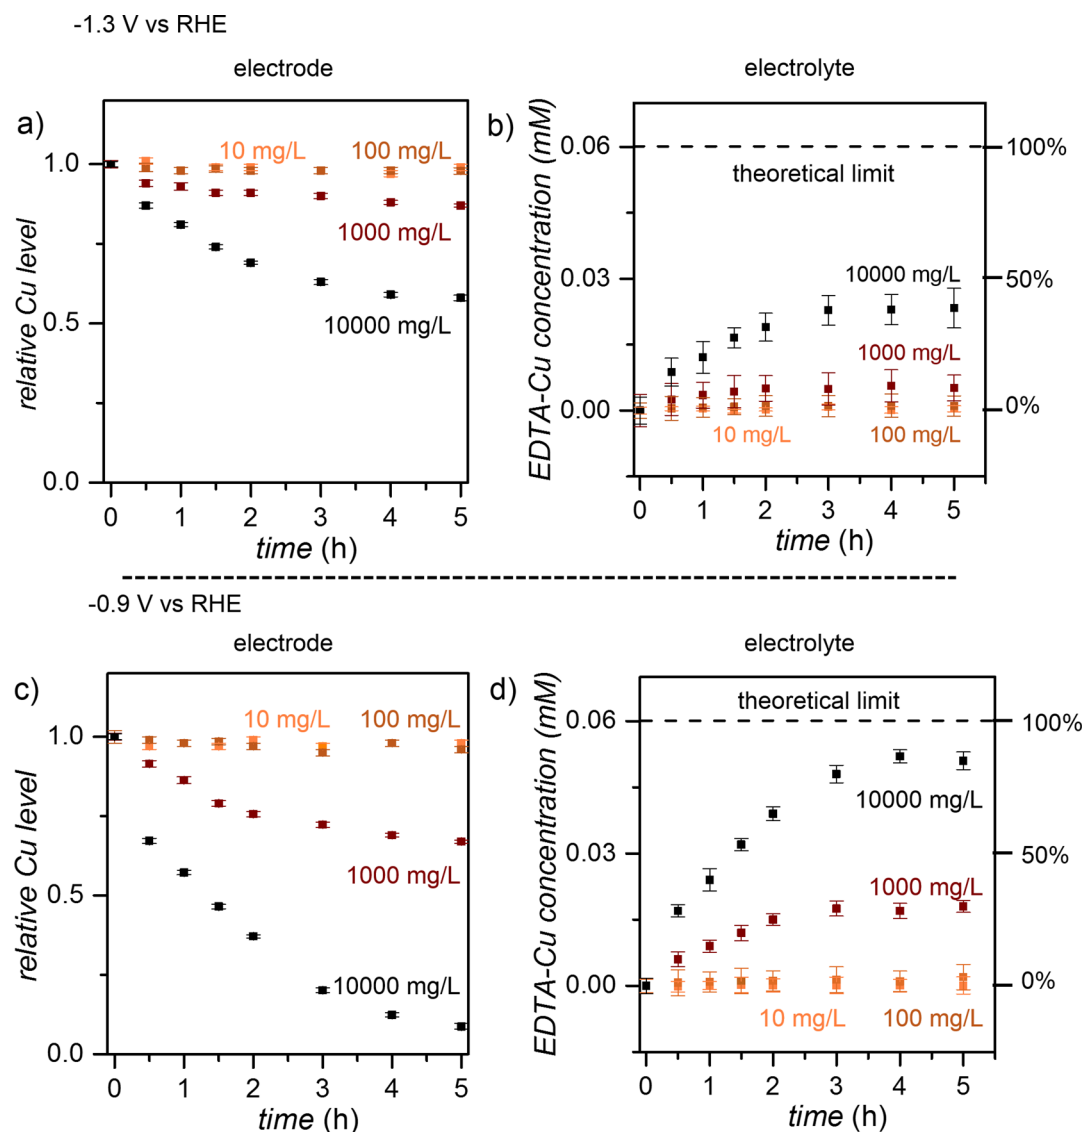 -1.3 V vs RHE
electrode
electrolyte
a)
relative Cu level
1.0
0.5
0.0
10 mg/L
100 mg/L
1000 mg/L
10000 mg/L
0 1 2 3 4 5
time (h)
b)
EDTA-Cu concentration (mM)
0.06
0.03
0.00
100%
50%
0%
theoretical limit
10000 mg/L
1000 mg/L
10 mg/L
100 mg/L
0 1 2 3 4 5
time (h)
-0.9 V vs RHE
electrode
electrolyte
c)
relative Cu level
1.0
0.5
0.0
10 mg/L
100 mg/L
1000 mg/L
10000 mg/L
0 1 2 3 4 5
time (h)
d)
EDTA-Cu concentration (mM)
0.06
0.03
0.00
100%
50%
0%
theoretical limit
10000 mg/L
1000 mg/L
10 mg/L
100 mg/L
0 1 2 3 4 5
time (h)